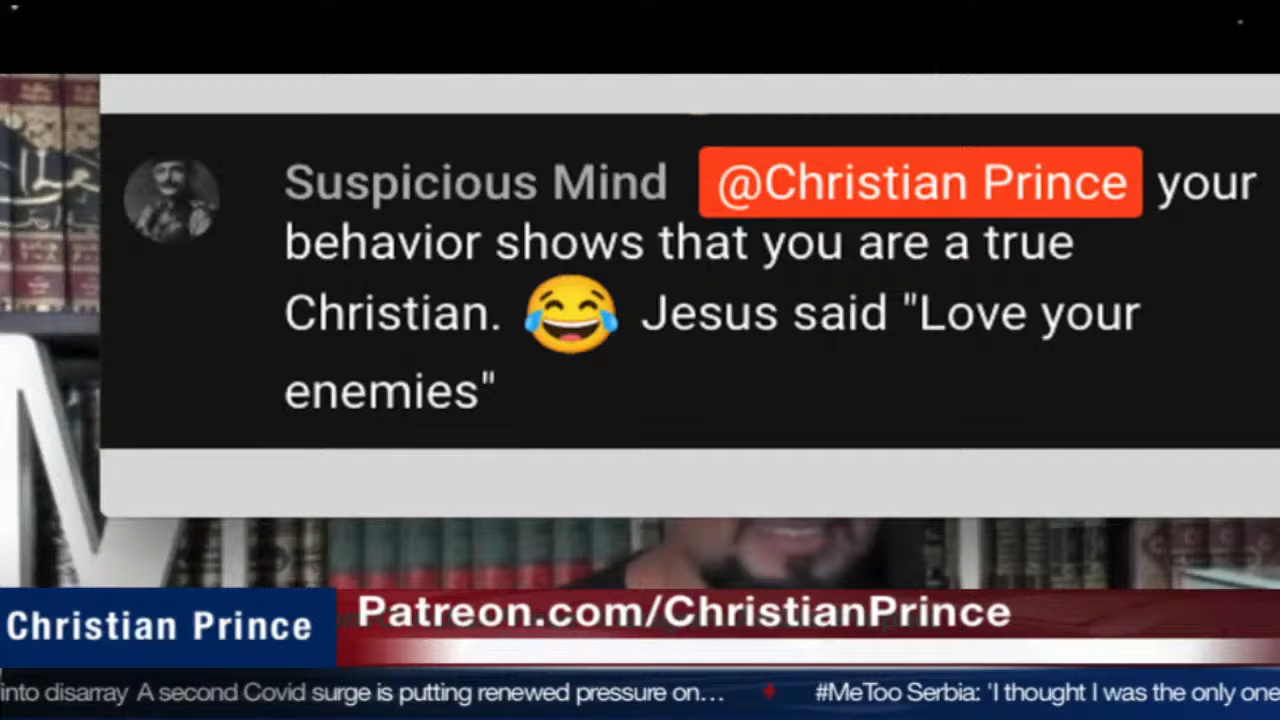 Suspicious Mind @Christian Prince your
behavior shows that you are a true
Christian. 😂 Jesus said "Love your
enemies"
Christian Prince
Patreon.com/ChristianPrince
into disarray A second Covid surge is putting renewed pressure on... #MeToo Serbia: 'I thought I was the only one